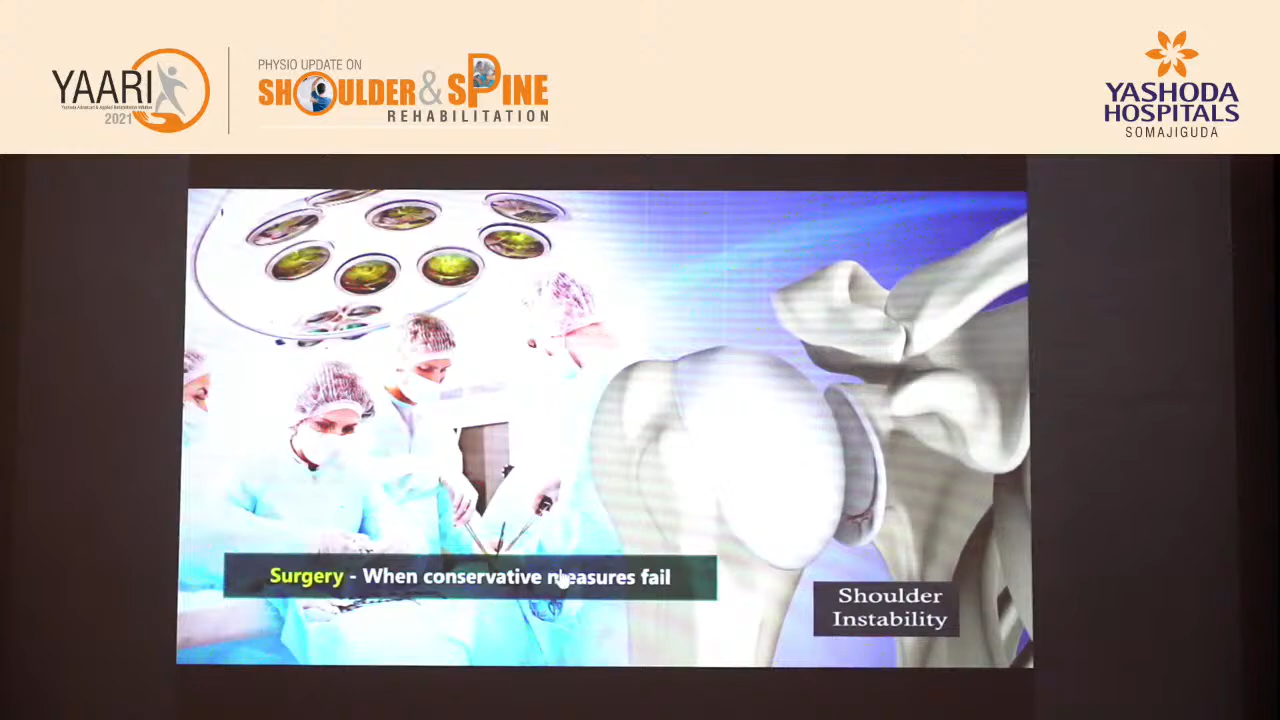 YAARI
2021
PHYSIO UPDATE ON
SHOULDER & SPINE
REHABILITATION
YASHODA
HOSPITALS
SOMAJIGUDA
Surgery - When conservative measures fail
Shoulder
Instability